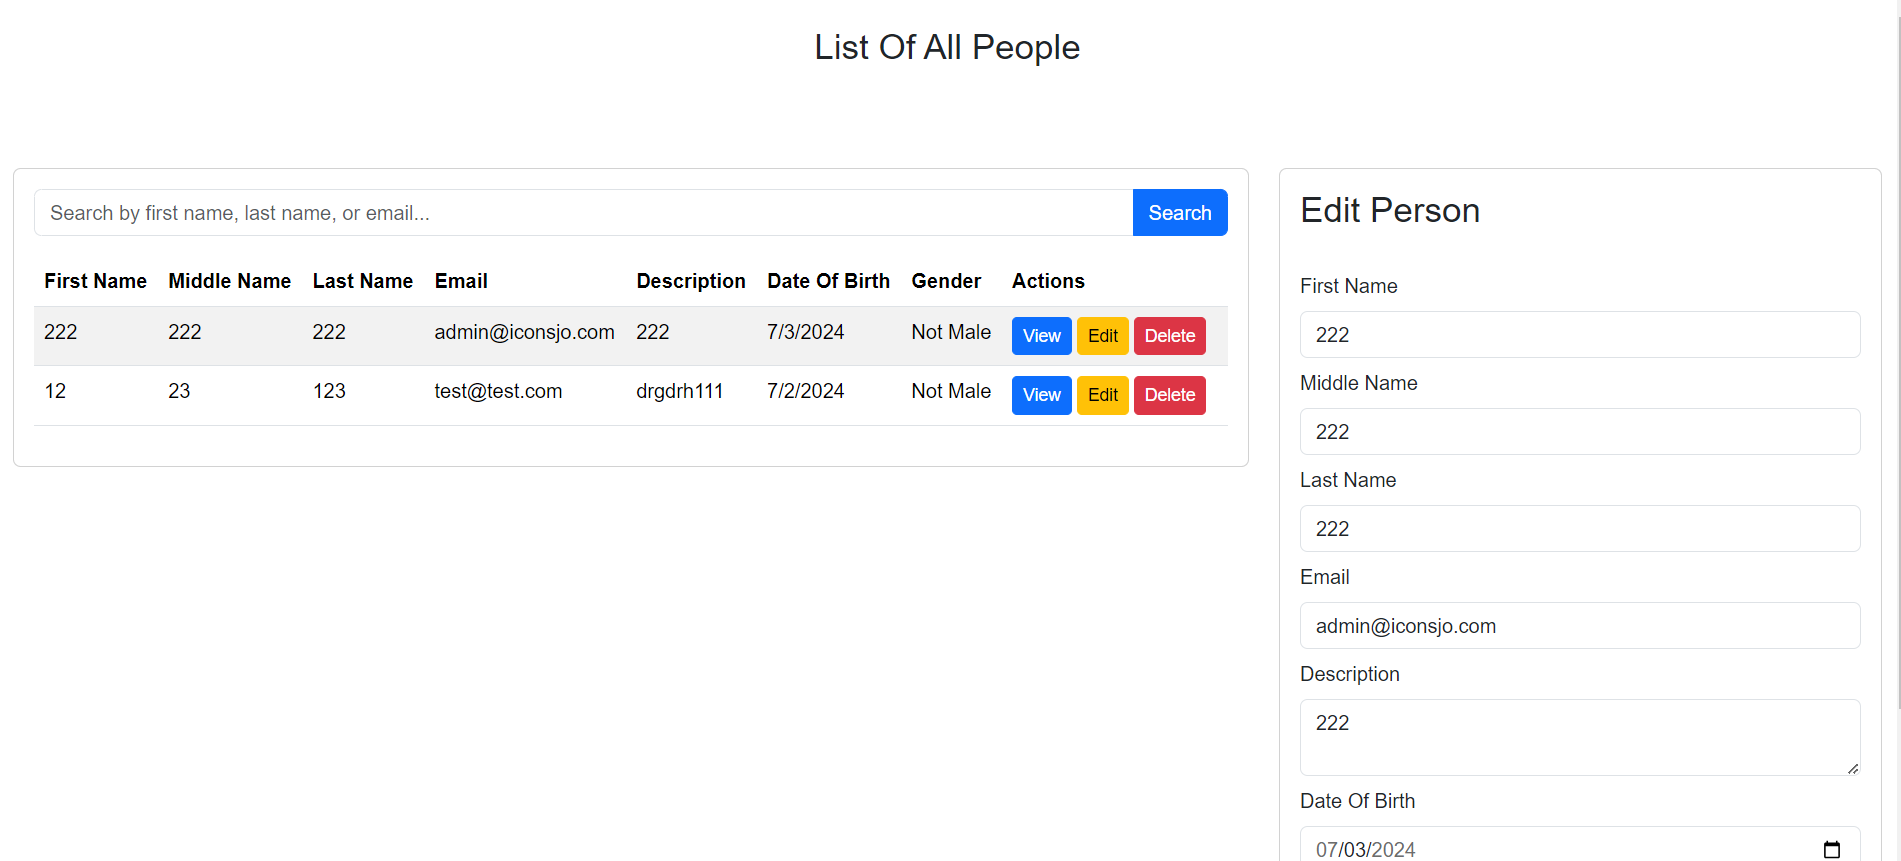 List Of All People
Search by first name, last name, or email... Search
First Name Middle Name Last Name Email Description Date Of Birth Gender Actions
222 222 222 admin@iconsjo.com 222 7/3/2024 Not Male View Edit Delete
12 23 123 test@test.com drgdrh111 7/2/2024 Not Male View Edit Delete
Edit Person
First Name
222
Middle Name
222
Last Name
222
Email
admin@iconsjo.com
Description
222
Date Of Birth
07/03/2024